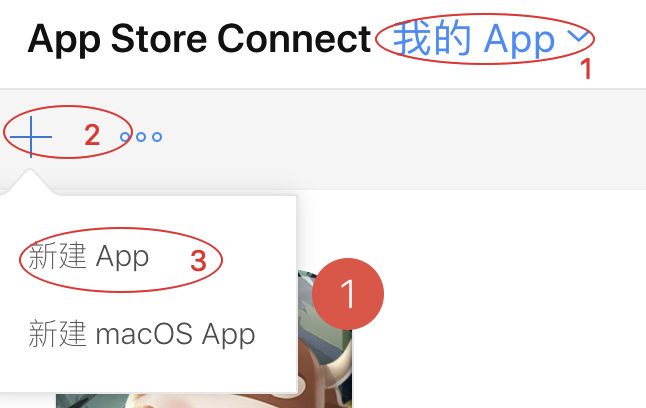 App Store Connect 我的 App
1
2
新建 App 3
1
新建 macOS App